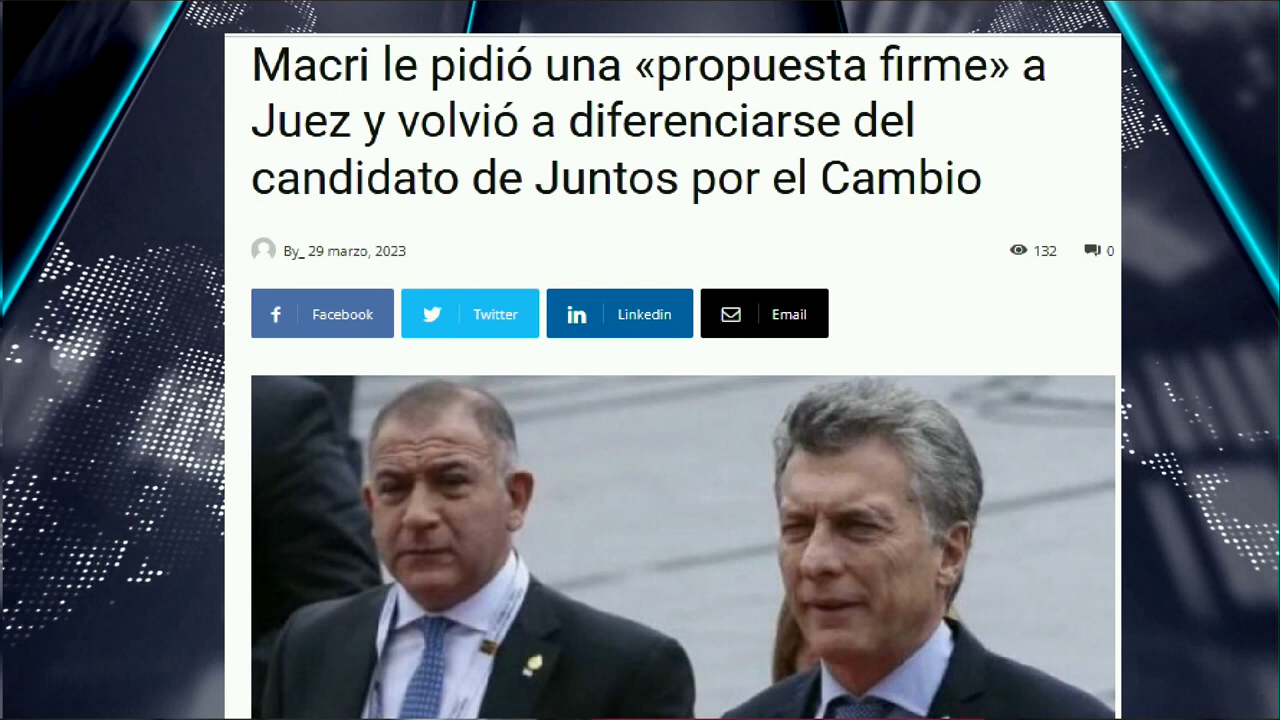 Macri le pidió una «propuesta firme» a
Juez y volvió a diferenciarse del
candidato de Juntos por el Cambio
By_ 29 marzo, 2023
132
0
Facebook
Twitter
Linkedin
Email